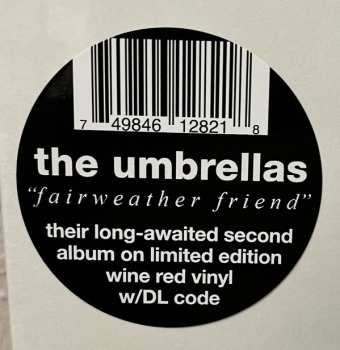 7 49846 12821 8
the umbrellas
"fairweather friend"
their long-awaited second
album on limited edition
wine red vinyl
w/DL code